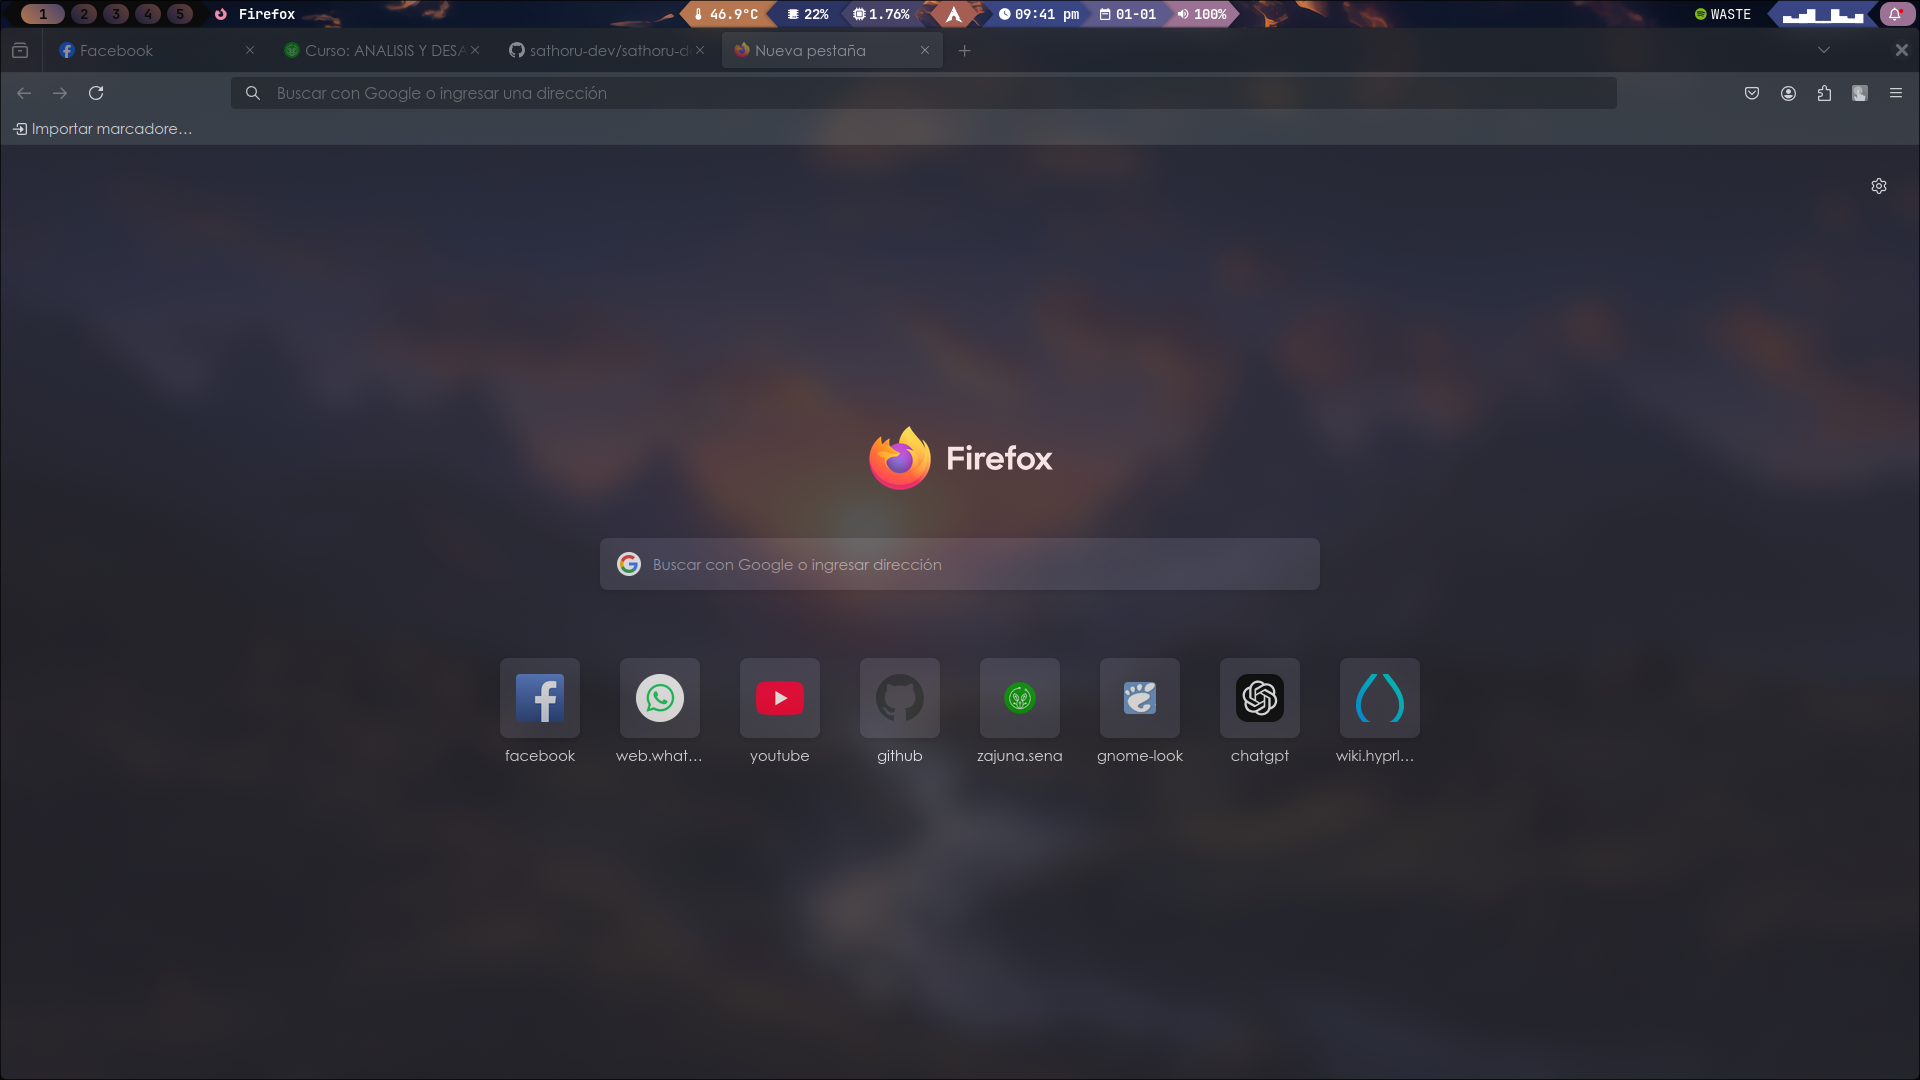 1 2 3 4 5 Firefox 46.9°C 22% 1.76% 09:41 pm 01-01 100% WASTE
Facebook Curso: ANALISIS Y DESA sathoru-dev/sathoru-d Nueva pestaña
Buscar con Google o ingresar una dirección
Importar marcadore…
Firefox
Buscar con Google o ingresar dirección
facebook web.what… youtube github zajuna.sena gnome-look chatgpt wiki.hyprl…